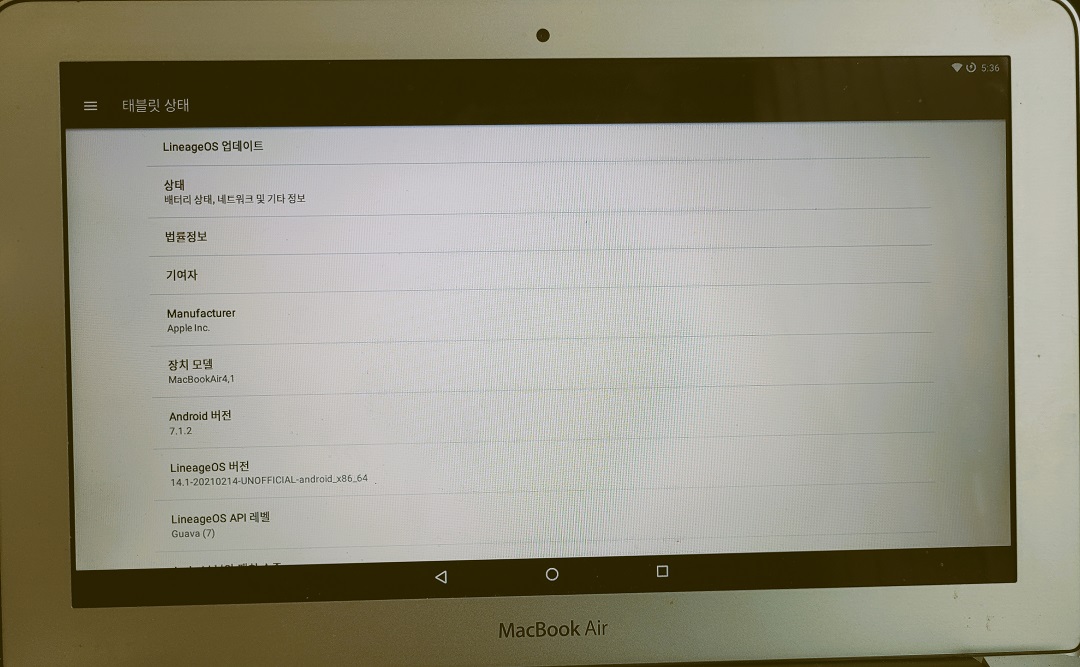 5:36
태블릿 상태
LineageOS 업데이트
상태
배터리 상태, 네트워크 및 기타 정보
법률정보
기여자
Manufacturer
Apple Inc.
장치 모델
MacBookAir4,1
Android 버전
7.1.2
LineageOS 버전
14.1-20210214-UNOFFICIAL-android_x86_64
LineageOS API 레벨
Guava (7)
MacBook Air